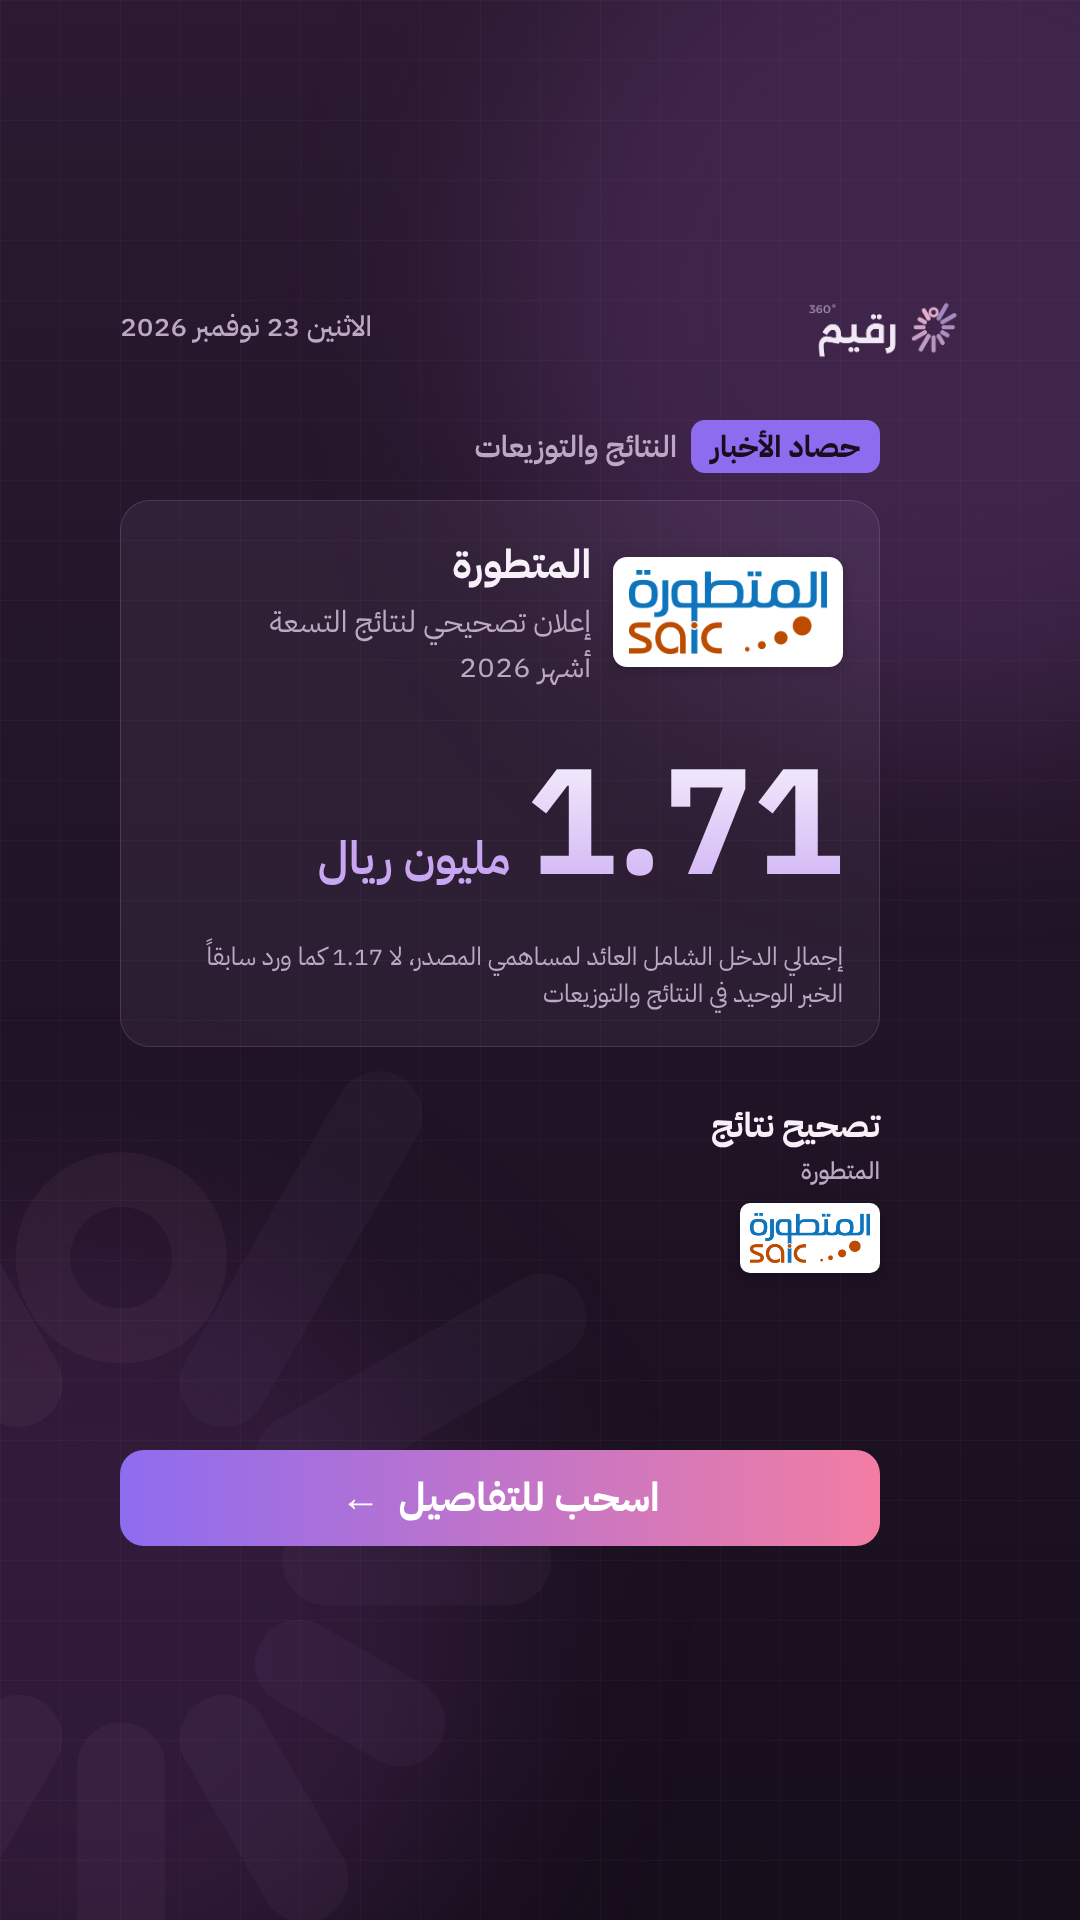 رقيم
360°
الاثنين 23 نوفمبر 2026
حصاد الأخبار
النتائج والتوزيعات
المتطورة
saic
المتطورة
إعلان تصحيحي لنتائج التسعة
أشهر 2026
1.71 مليون ريال
إجمالي الدخل الشامل العائد لمساهمي المصدر، لا 1.17 كما ورد سابقاً
الخبر الوحيد في النتائج والتوزيعات
تصحيح نتائج
المتطورة
المتطورة
saic
اسحب للتفاصيل ←